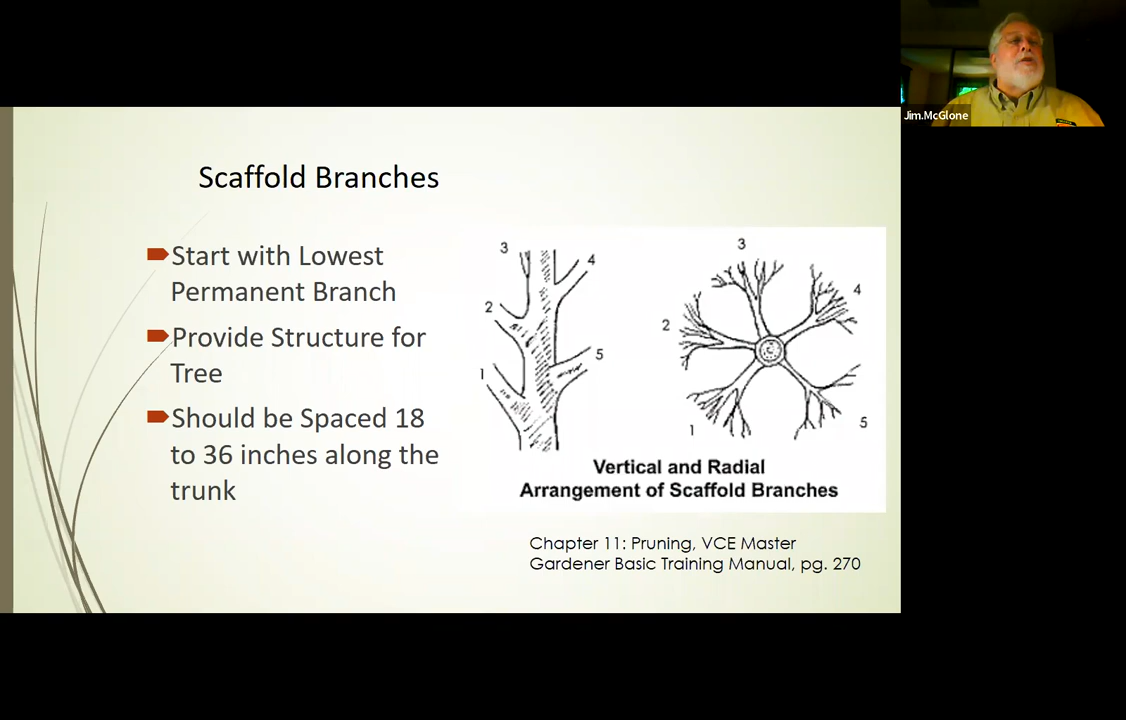 Jim.McGlone
Scaffold Branches
Start with Lowest
Permanent Branch
Provide Structure for
Tree
Should be Spaced 18
to 36 inches along the
trunk
3
4
2
5
1
3
4
2
5
1
Vertical and Radial
Arrangement of Scaffold Branches
Chapter 11: Pruning, VCE Master
Gardener Basic Training Manual, pg. 270